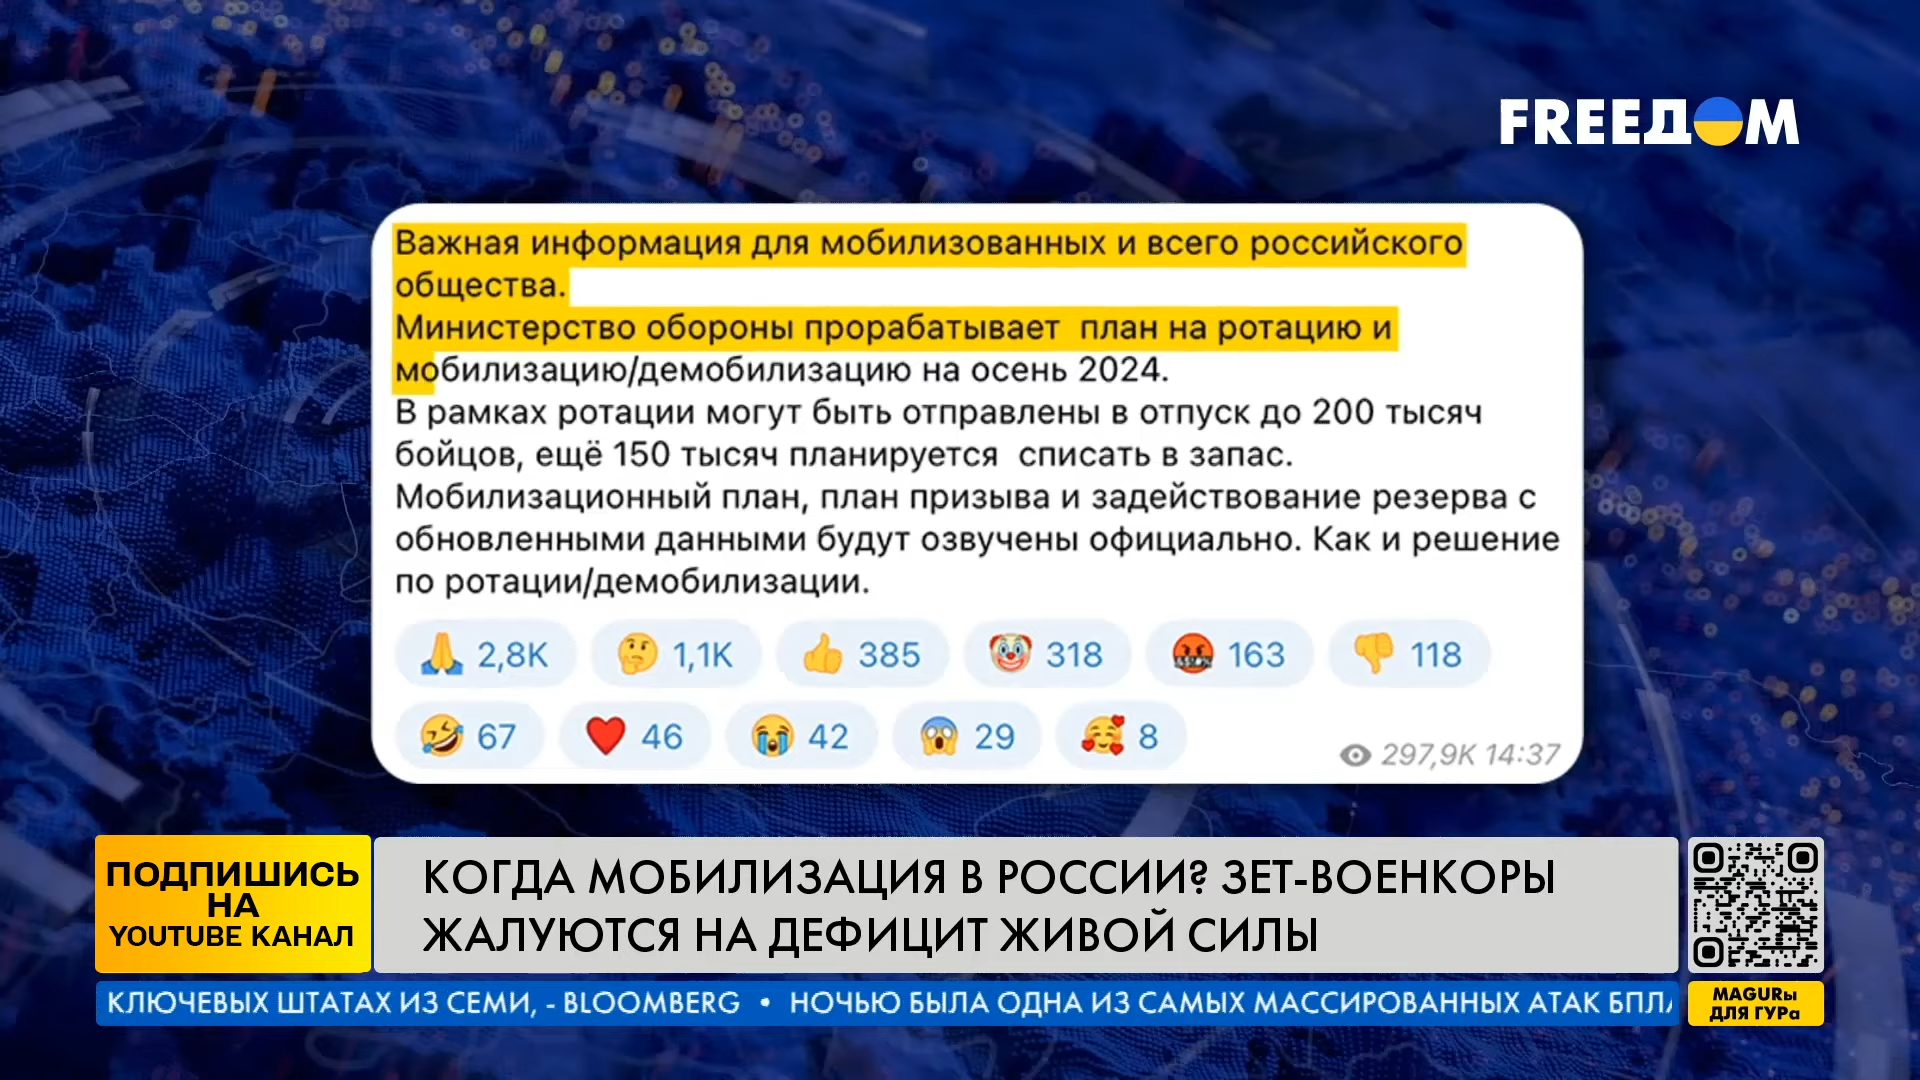 FREEДОМ
Важная информация для мобилизованных и всего российского
общества.
Министерство обороны прорабатывает план на ротацию и
мобилизацию/демобилизацию на осень 2024.
В рамках ротации могут быть отправлены в отпуск до 200 тысяч
бойцов, ещё 150 тысяч планируется списать в запас.
Мобилизационный план, план призыва и задействование резерва с
обновленными данными будут озвучены официально. Как и решение
по ротации/демобилизации.
🙏 2,8K 🤔 1,1K 👍 385 🤡 318 🤬 163 👎 118
🤣 67 ❤️ 46 😭 42 😱 29 🥰 8
297,9K 14:37
ПОДПИШИСЬ
НА
YOUTUBE КАНАЛ
КОГДА МОБИЛИЗАЦИЯ В РОССИИ? ЗЕТ-ВОЕНКОРЫ
ЖАЛУЮТСЯ НА ДЕФИЦИТ ЖИВОЙ СИЛЫ
КЛЮЧЕВЫХ ШТАТАХ ИЗ СЕМИ, - BLOOMBERG • НОЧЬЮ БЫЛА ОДНА ИЗ САМЫХ МАССИРОВАННЫХ АТАК БПЛА
MAGURы
ДЛЯ ГУРа